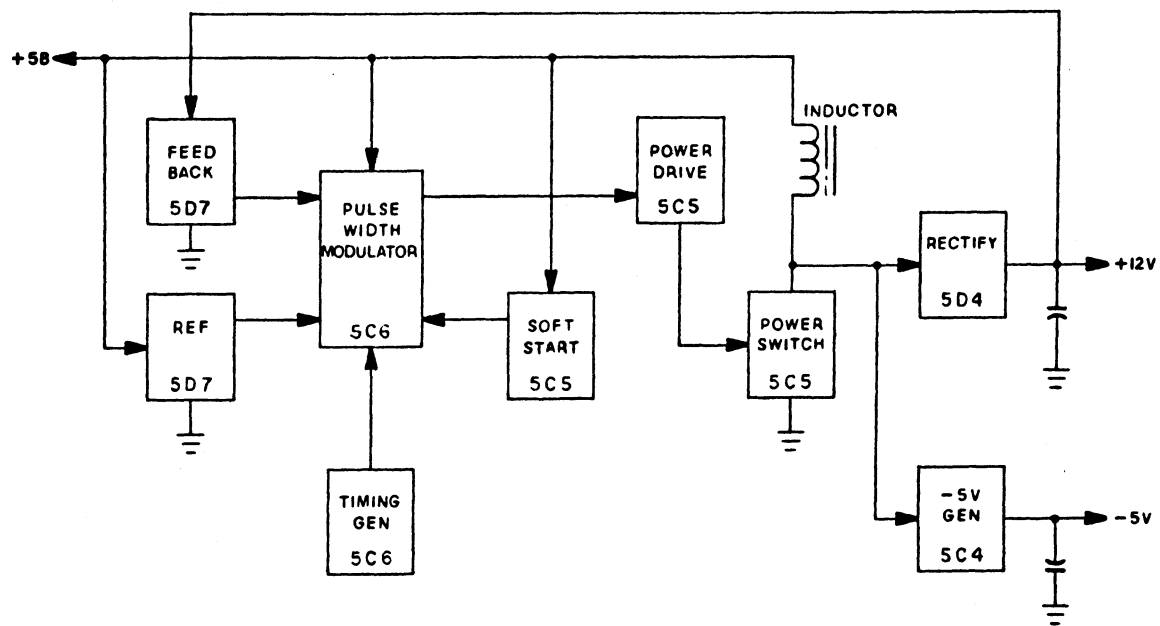 +5B
FEED
BACK
5D7
PULSE
WIDTH
MODULATOR
5C6
REF
5D7
TIMING
GEN
5C6
SOFT
START
5C5
POWER
DRIVE
5C5
INDUCTOR
POWER
SWITCH
5C5
RECTIFY
5D4
+12V
-5V
GEN
5C4
-5V